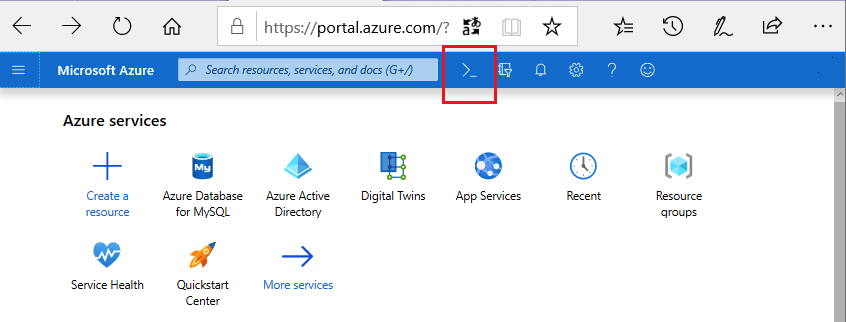 https://portal.azure.com/?
Microsoft Azure
Search resources, services, and docs (G+/)
Azure services
Create a
resource
Azure Database
for MySQL
Azure Active
Directory
Digital Twins
App Services
Recent
Resource
groups
Service Health
Quickstart
Center
More services